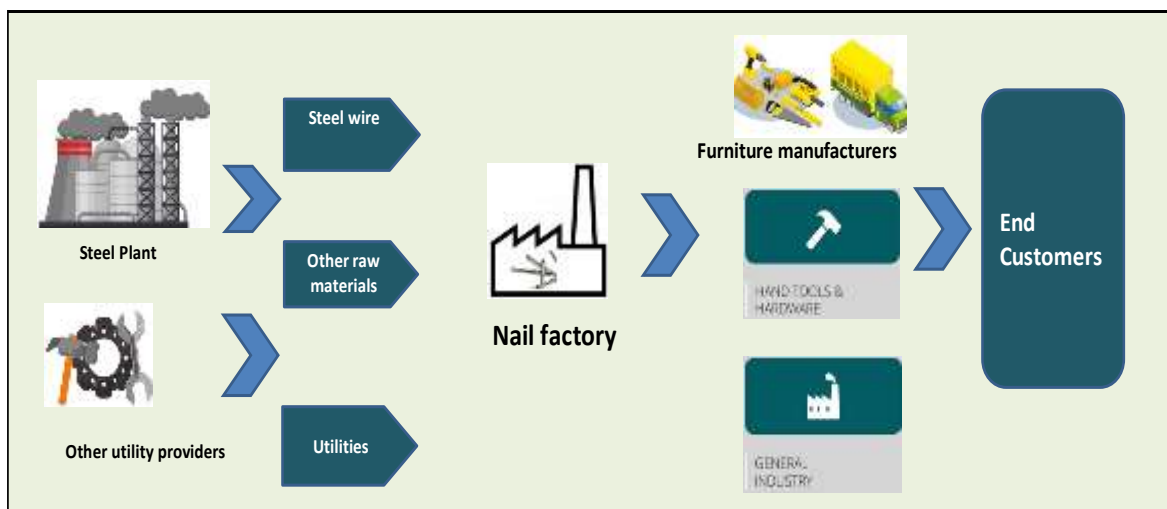 Steel Plant
Other utility providers
Steel wire
Other raw
materials
Utilities
Nail factory
Furniture manufacturers
HAND TOOLS &
HARDWARE
GENERAL
INDUSTRY
End
Customers